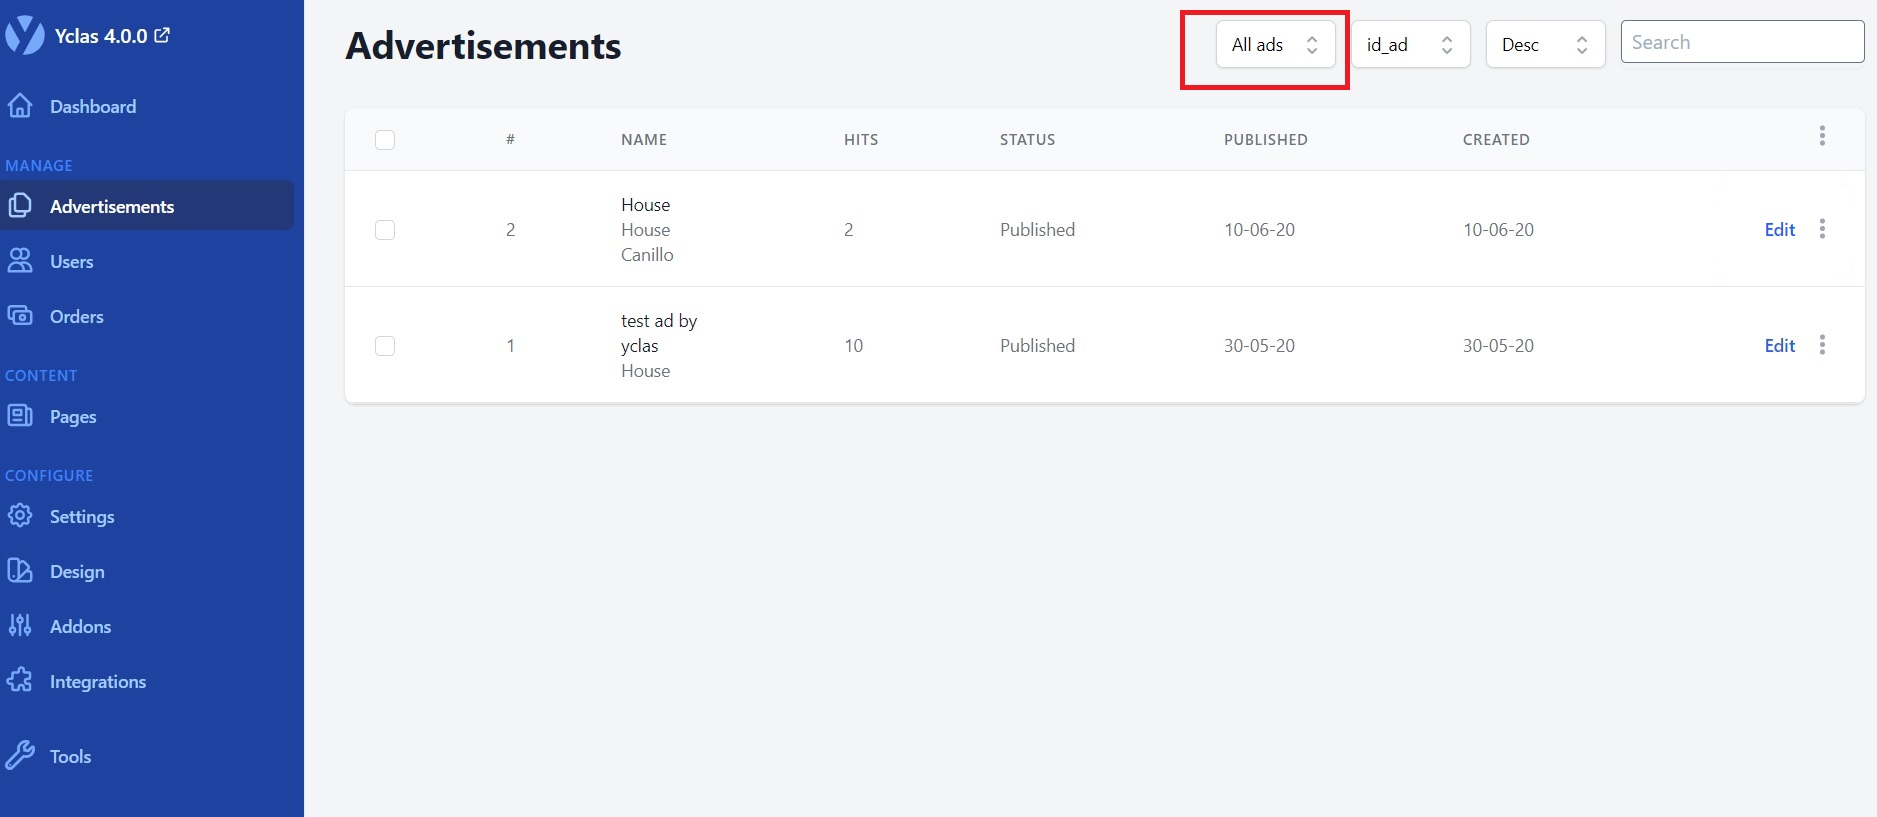 Yclas 4.0.0
Dashboard
MANAGE
Advertisements
Users
Orders
CONTENT
Pages
CONFIGURE
Settings
Design
Addons
Integrations
Tools
Advertisements
All ads id_ad Desc Search
# NAME HITS STATUS PUBLISHED CREATED
2 House 2 Published 10-06-20 10-06-20 Edit
House
Canillo
1 test ad by 10 Published 30-05-20 30-05-20 Edit
yclas
House